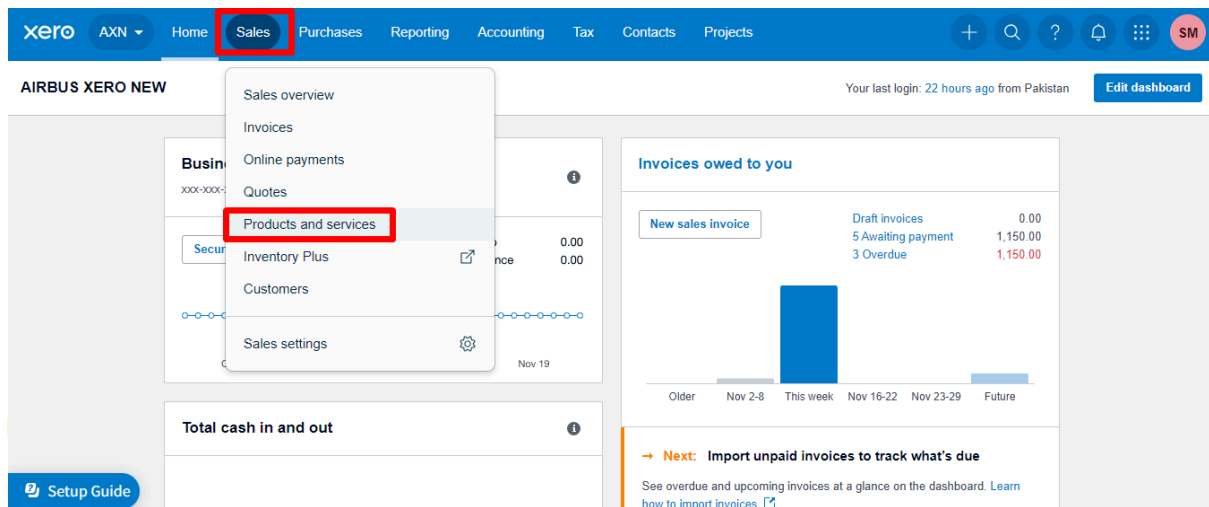 xero AXN Home Sales Purchases Reporting Accounting Tax Contacts Projects SM
AIRBUS XERO NEW
Your last login: 22 hours ago from Pakistan
Edit dashboard
Sales overview
Invoices
Online payments
Quotes
Products and services
Inventory Plus
Customers
Sales settings
xxx-xxx-
0.00
nce 0.00
Nov 19
Total cash in and out
Setup Guide
Invoices owed to you
New sales invoice
Draft invoices 0.00
5 Awaiting payment 1,150.00
3 Overdue 1,150.00
Older Nov 2-8 This week Nov 16-22 Nov 23-29 Future
→ Next: Import unpaid invoices to track what's due
See overdue and upcoming invoices at a glance on the dashboard. Learn
how to import invoices